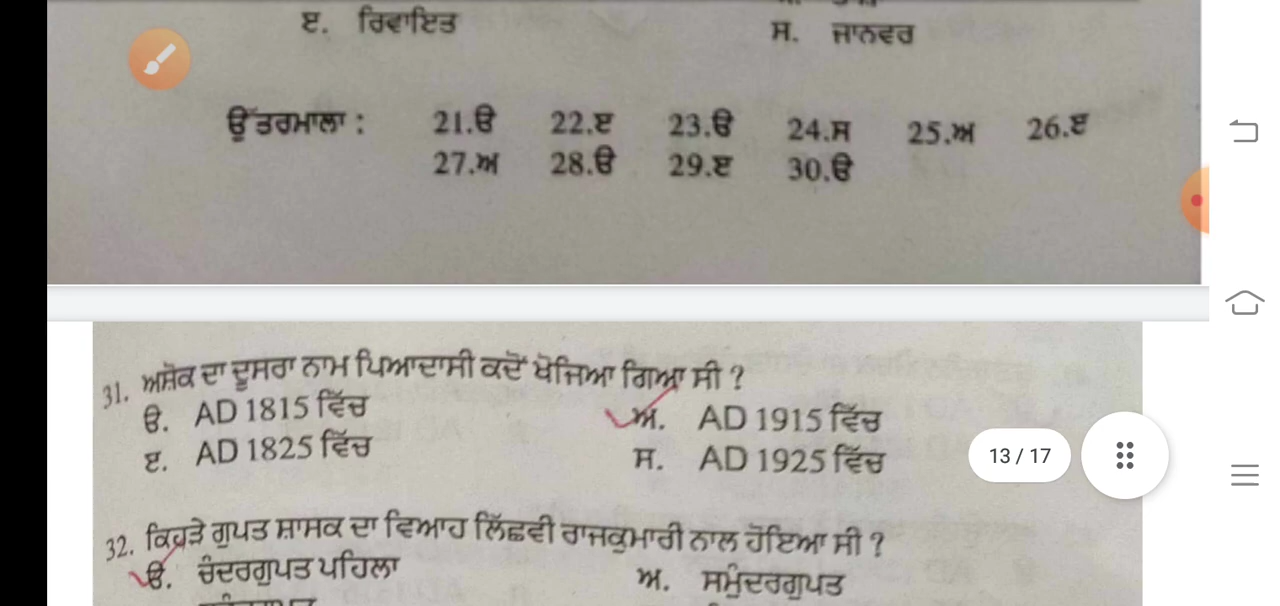 ੲ. ਰਿਵਾਇਤ
ਸ. ਜਾਨਵਰ
ਉੱਤਰਮਾਲਾ : 21.ੳ 22.ੲ 23.ੳ 24.ਸ 25.ਅ 26.ੲ
27.ਅ 28.ੳ 29.ੲ 30.ੳ
31. ਅਸ਼ੋਕ ਦਾ ਦੂਸਰਾ ਨਾਮ ਪਿਆਦਾਸੀ ਕਦੋਂ ਖੋਜਿਆ ਗਿਆ ਸੀ ?
ੳ. AD 1815 ਵਿੱਚ
ਅ. AD 1915 ਵਿੱਚ
ੲ. AD 1825 ਵਿੱਚ
ਸ. AD 1925 ਵਿੱਚ
13 / 17
32. ਕਿਹੜੇ ਗੁਪਤ ਸ਼ਾਸਕ ਦਾ ਵਿਆਹ ਲਿੱਛਵੀ ਰਾਜਕੁਮਾਰੀ ਨਾਲ ਹੋਇਆ ਸੀ ?
ੳ. ਚੰਦਰਗੁਪਤ ਪਹਿਲਾ
ਅ. ਸਮੁੰਦਰਗੁਪਤ